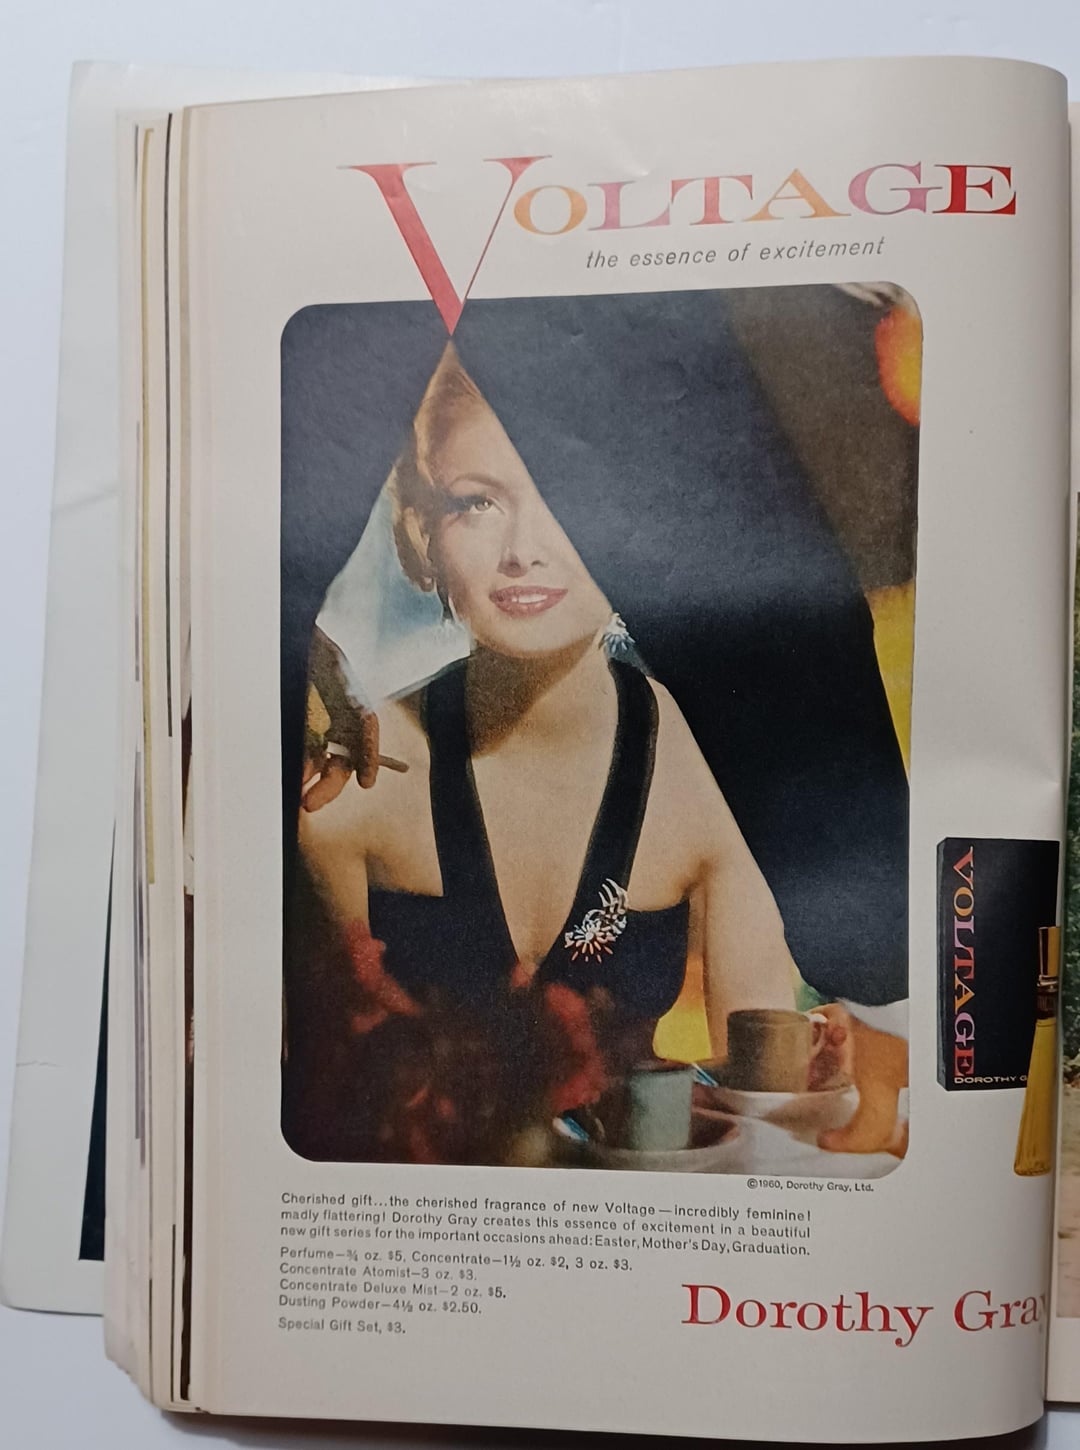 VOLTAGE
the essence of excitement
VOLTAGE
DOROTHY G
©1960, Dorothy Gray, Ltd.
Cherished gift...the cherished fragrance of new Voltage—incredibly feminine!
madly flattering! Dorothy Gray creates this essence of excitement in a beautiful
new gift series for the important occasions ahead: Easter, Mother's Day, Graduation.
Perfume—¾ oz. $5, Concentrate—1½ oz. $2, 3 oz. $3.
Concentrate Atomist—3 oz. $3.
Concentrate Deluxe Mist—2 oz. $5.
Dusting Powder—4½ oz. $2.50.
Special Gift Set, $3.
Dorothy Gray